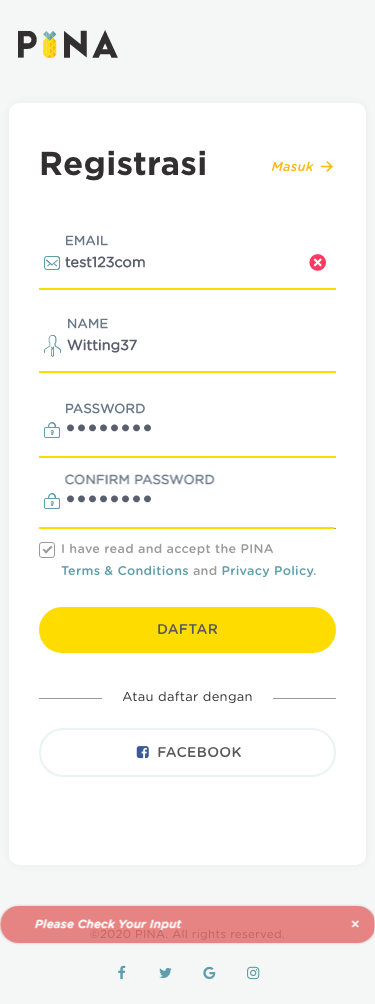 PINA
Registrasi
Masuk →
EMAIL
test123com
NAME
Witting37
PASSWORD
●●●●●●●●
CONFIRM PASSWORD
●●●●●●●●
I have read and accept the PINA
Terms & Conditions and Privacy Policy.
DAFTAR
Atau daftar dengan
FACEBOOK
Please Check Your Input ×
©2020 PINA. All rights reserved.